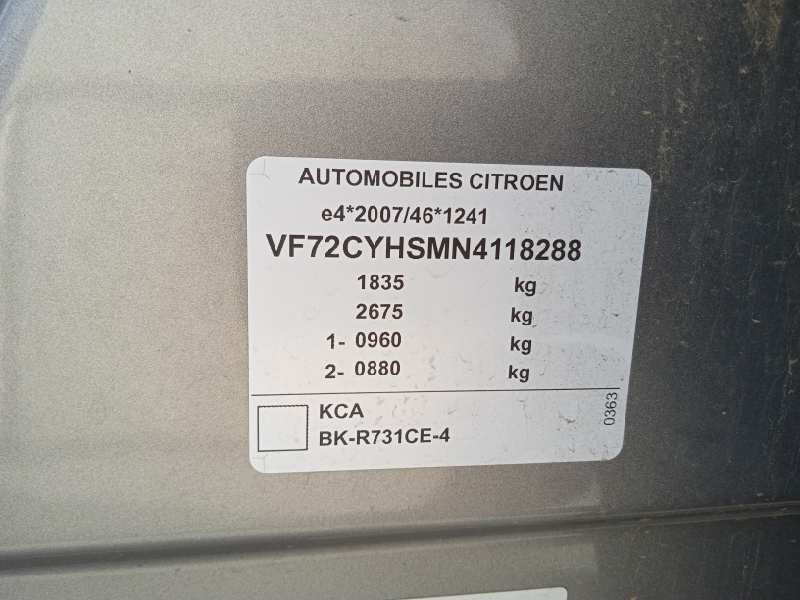 AUTOMOBILES CITROEN
e4*2007/46*1241
VF72CYHSMN4118288
1835 kg
2675 kg
1- 0960 kg
2- 0880 kg
KCA
BK-R731CE-4
0363